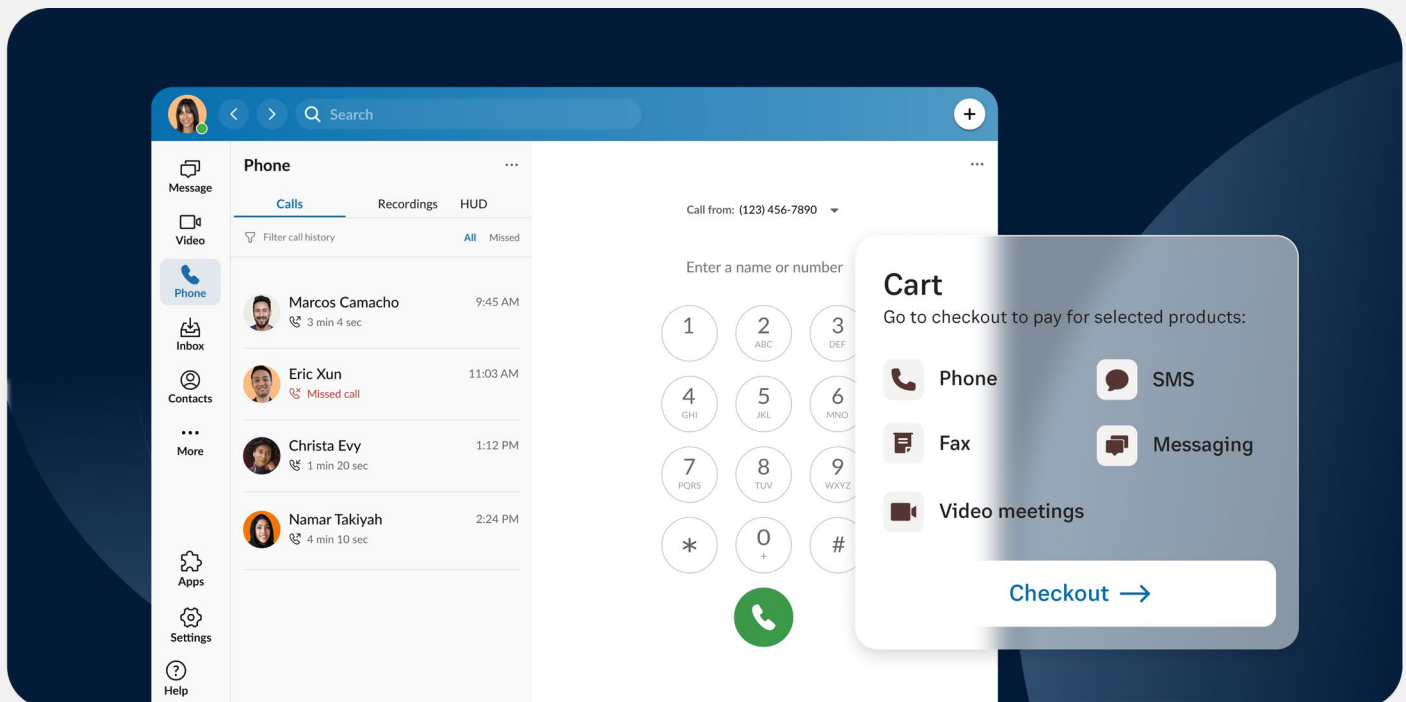 Search
+
Message
Video
Phone
Inbox
Contacts
More
Apps
Settings
?
Help
Phone
Calls Recordings HUD
Filter call history All Missed
Marcos Camacho 9:45 AM
3 min 4 sec
Eric Xun 11:03 AM
Missed call
Christa Evy 1:12 PM
1 min 20 sec
Namar Takiyah 2:24 PM
4 min 10 sec
Call from: (123) 456-7890
Enter a name or number
1 2 3
ABC DEF
4 5 6
GHI JKL MNO
7 8 9
PQRS TUV WXYZ
* 0 #
+
Cart
Go to checkout to pay for selected products:
Phone SMS
Fax Messaging
Video meetings
Checkout →